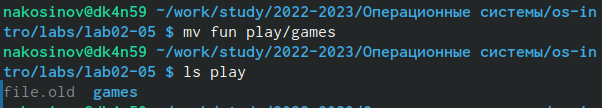 nakosinov@dk4n59 ~/work/study/2022-2023/Операционные системы/os-in
tro/labs/lab02-05 $ mv fun play/games
nakosinov@dk4n59 ~/work/study/2022-2023/Операционные системы/os-in
tro/labs/lab02-05 $ ls play
file.old games